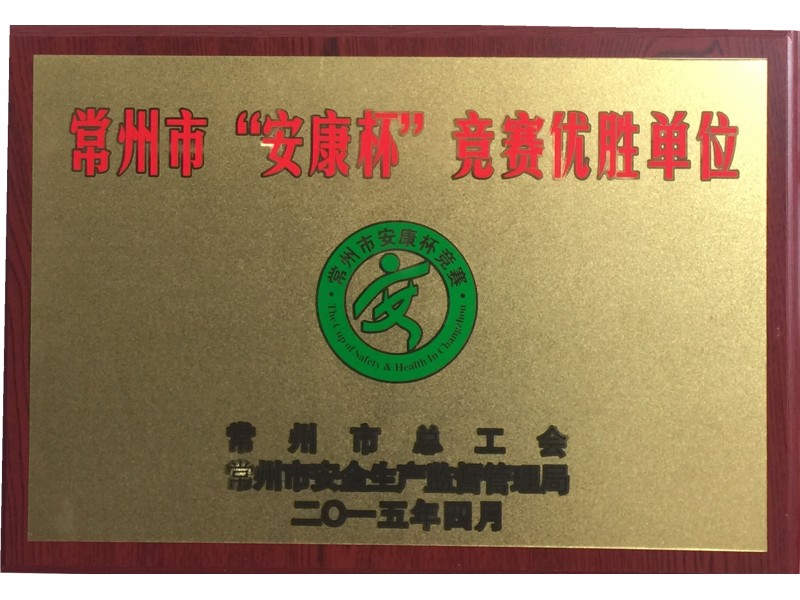 常州市“安康杯”竞赛优胜单位
常州市安康杯竞赛
The Cup of Safety & Health In Changzhou
常州市总工会
常州市安全生产监督管理局
二〇一五年四月